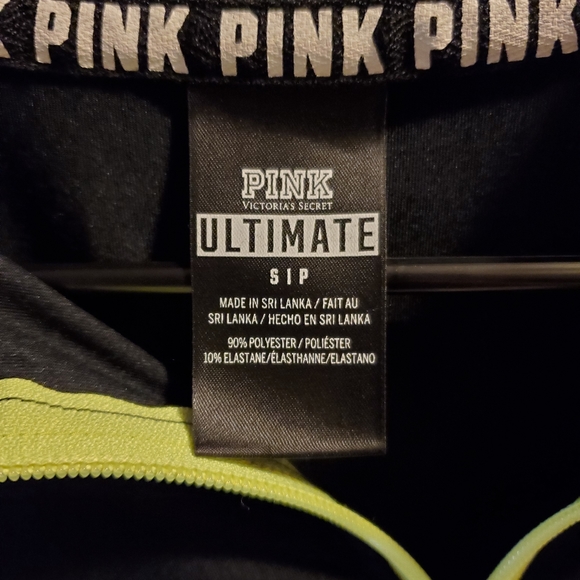 PINK PINK PINK
PINK
VICTORIA'S SECRET
ULTIMATE
S | P
MADE IN SRI LANKA / FAIT AU
SRI LANKA / HECHO EN SRI LANKA
90% POLYESTER / POLIÉSTER
10% ELASTANE/ÉLASTHANNE/ELASTANO